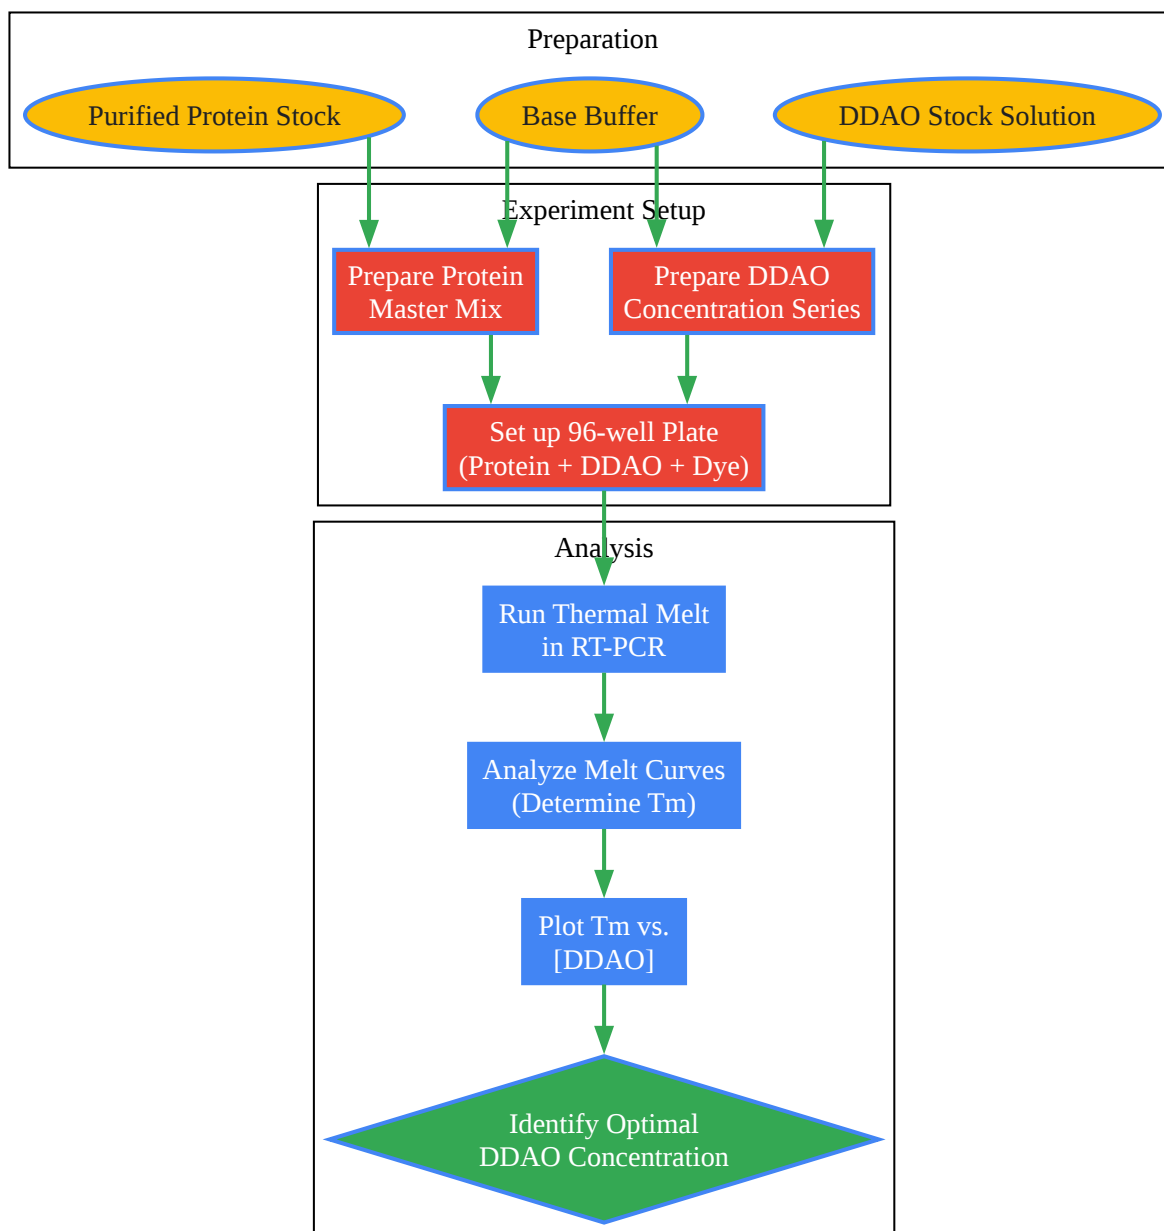 Preparation
Purified Protein Stock
Base Buffer
DDAO Stock Solution
Experiment Setup
Prepare Protein
Master Mix
Prepare DDAO
Concentration Series
Set up 96-well Plate
(Protein + DDAO + Dye)
Analysis
Run Thermal Melt
in RT-PCR
Analyze Melt Curves
(Determine Tm)
Plot Tm vs.
[DDAO]
Identify Optimal
DDAO Concentration